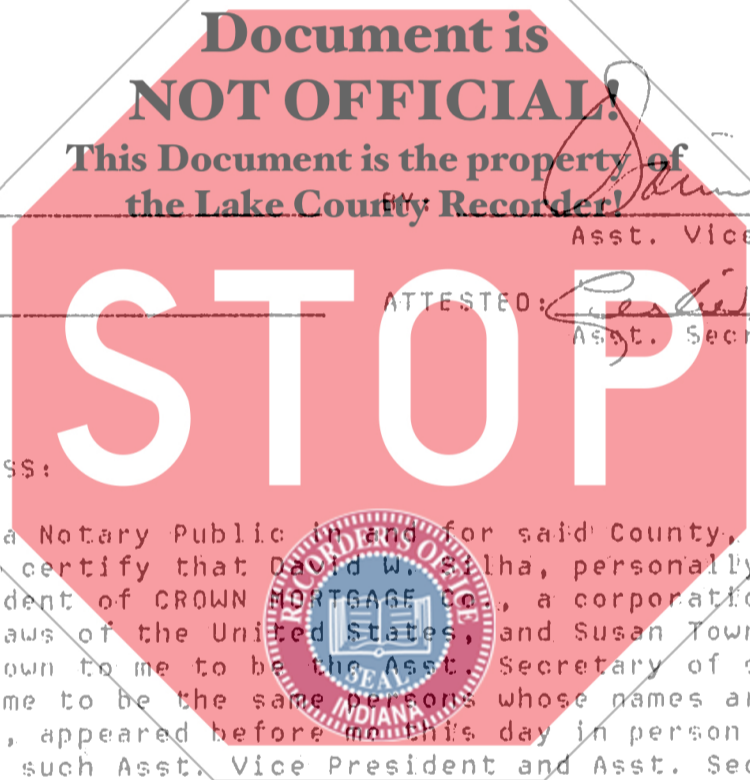 Document is
NOT OFFICIAL!
This Document is the property of
the Lake County Recorder!
BY:
Asst. Vice
ATTESTED:
Asst. Secr
STOP
SS:
a Notary Public in and for said County,
certify that David W. Silha, personally
dent of CROWN MORTGAGE CO., a corporatio
aws of the United States, and Susan Town
own to me to be the Asst. Secretary of s
me to be the same persons whose names a
, appeared before me this day in person
such Asst. Vice President and Asst. Sec
RECORDER'S OFFICE
SEAL
INDIANA